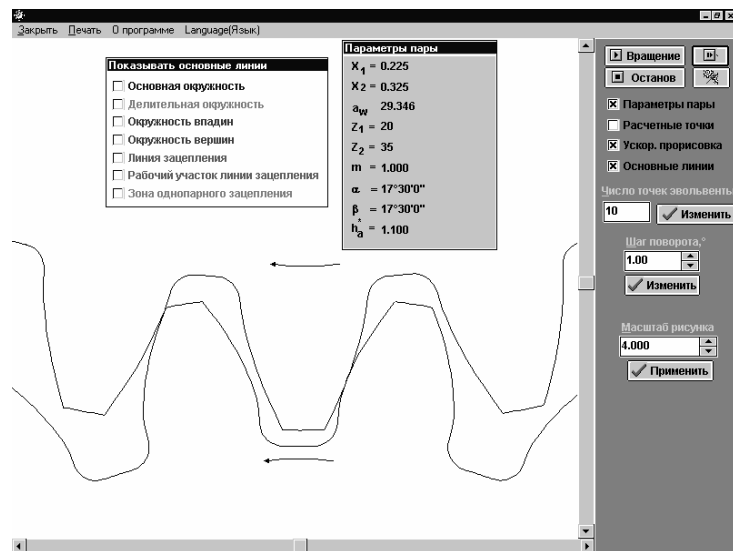 Закрыть Печать О программе Language(Язык)
Показывать основные линии
Основная окружность
Делительная окружность
Окружность впадин
Окружность вершин
Линия зацепления
Рабочий участок линии зацепления
Зона однопарного зацепления
Параметры пары
X1 = 0.225
X2 = 0.325
aw 29.346
Z1 = 20
Z2 = 35
m = 1.000
α = 17°30'0"
β = 17°30'0"
h*a = 1.100
Вращение
Останов
Параметры пары
Расчетные точки
Ускор. прорисовка
Основные линии
Число точек эвольвенты
10 Изменить
Шаг поворота,°
1.00
Изменить
Масштаб рисунка
4.000
Применить